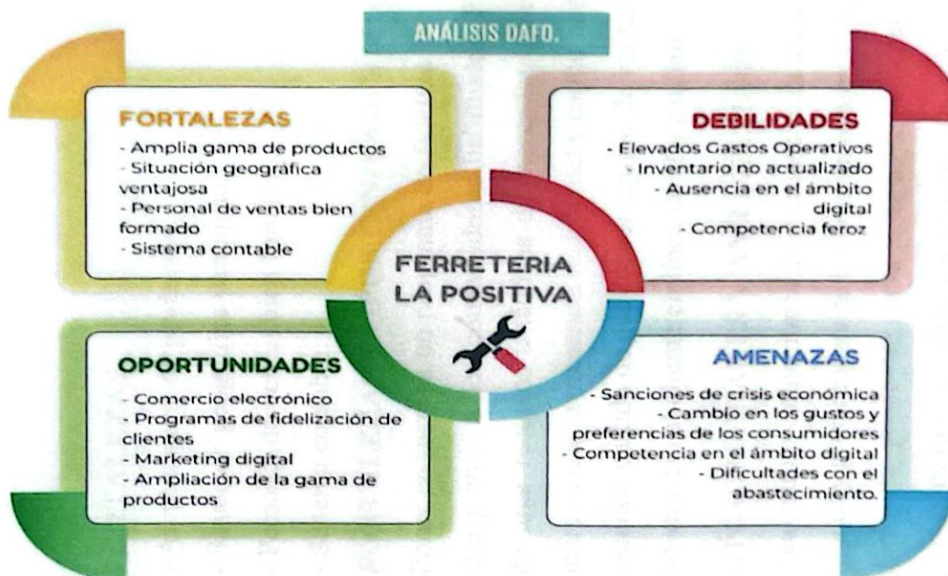 ANÁLISIS DAFO.
FORTALEZAS
- Amplia gama de productos
- Situación geográfica
ventajosa
- Personal de ventas bien
formado
- Sistema contable
DEBILIDADES
- Elevados Gastos Operativos
- Inventario no actualizado
- Ausencia en el ámbito
digital
- Competencia feroz
FERRETERIA
LA POSITIVA
OPORTUNIDADES
- Comercio electrónico
- Programas de fidelización de
clientes
- Marketing digital
- Ampliación de la gama de
productos
AMENAZAS
- Sanciones de crisis económica
- Cambio en los gustos y
preferencias de los consumidores
- Competencia en el ámbito digital
- Dificultades con el
abastecimiento.